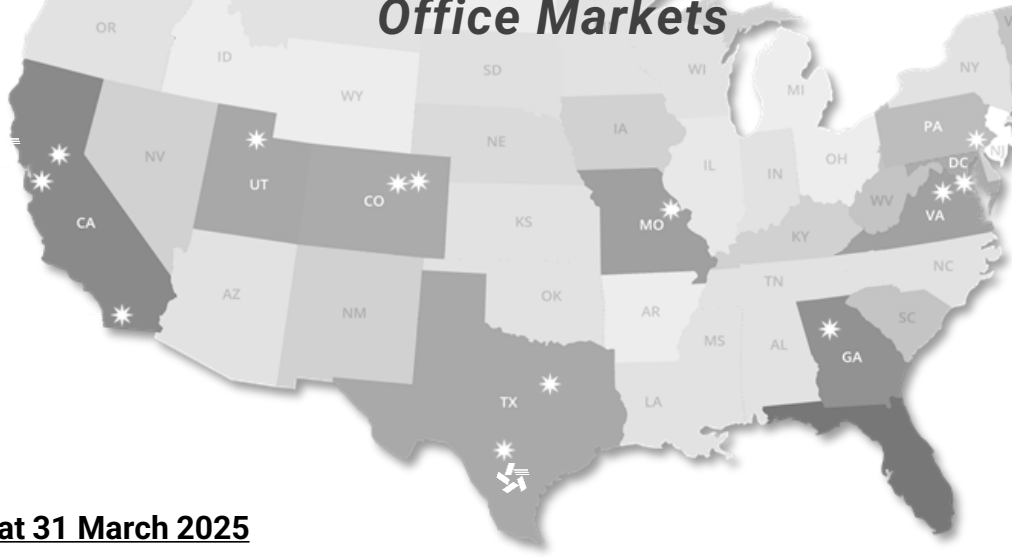 Office Markets
OR
ID
WY
SD
WI
MI
NY
NV
UT
CO
NE
IA
IL
IN
OH
PA
NJ
DC
CA
KS
MO
KY
WV
VA
AZ
NM
OK
AR
TN
NC
SC
TX
LA
MS
AL
GA
at 31 March 2025